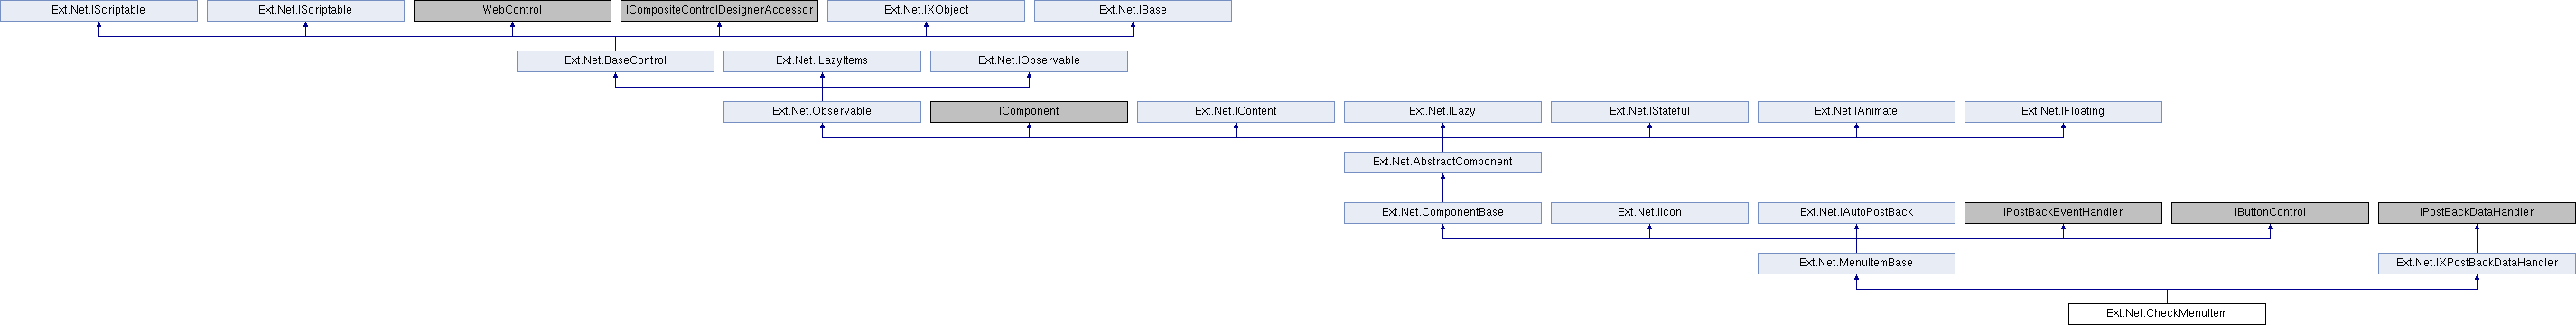 Ext.Net.IScriptable
Ext.Net.IScriptable
WebControl
ICompositeControlDesignerAccessor
Ext.Net.IXObject
Ext.Net.IBase
Ext.Net.BaseControl
Ext.Net.ILazyItems
Ext.Net.IObservable
Ext.Net.Observable
IComponent
Ext.Net.IContent
Ext.Net.ILazy
Ext.Net.IStateful
Ext.Net.IAnimate
Ext.Net.IFloating
Ext.Net.AbstractComponent
Ext.Net.ComponentBase
Ext.Net.IIcon
Ext.Net.IAutoPostBack
IPostBackEventHandler
IButtonControl
IPostBackDataHandler
Ext.Net.MenuItemBase
Ext.Net.IXPostBackDataHandler
Ext.Net.CheckMenuItem